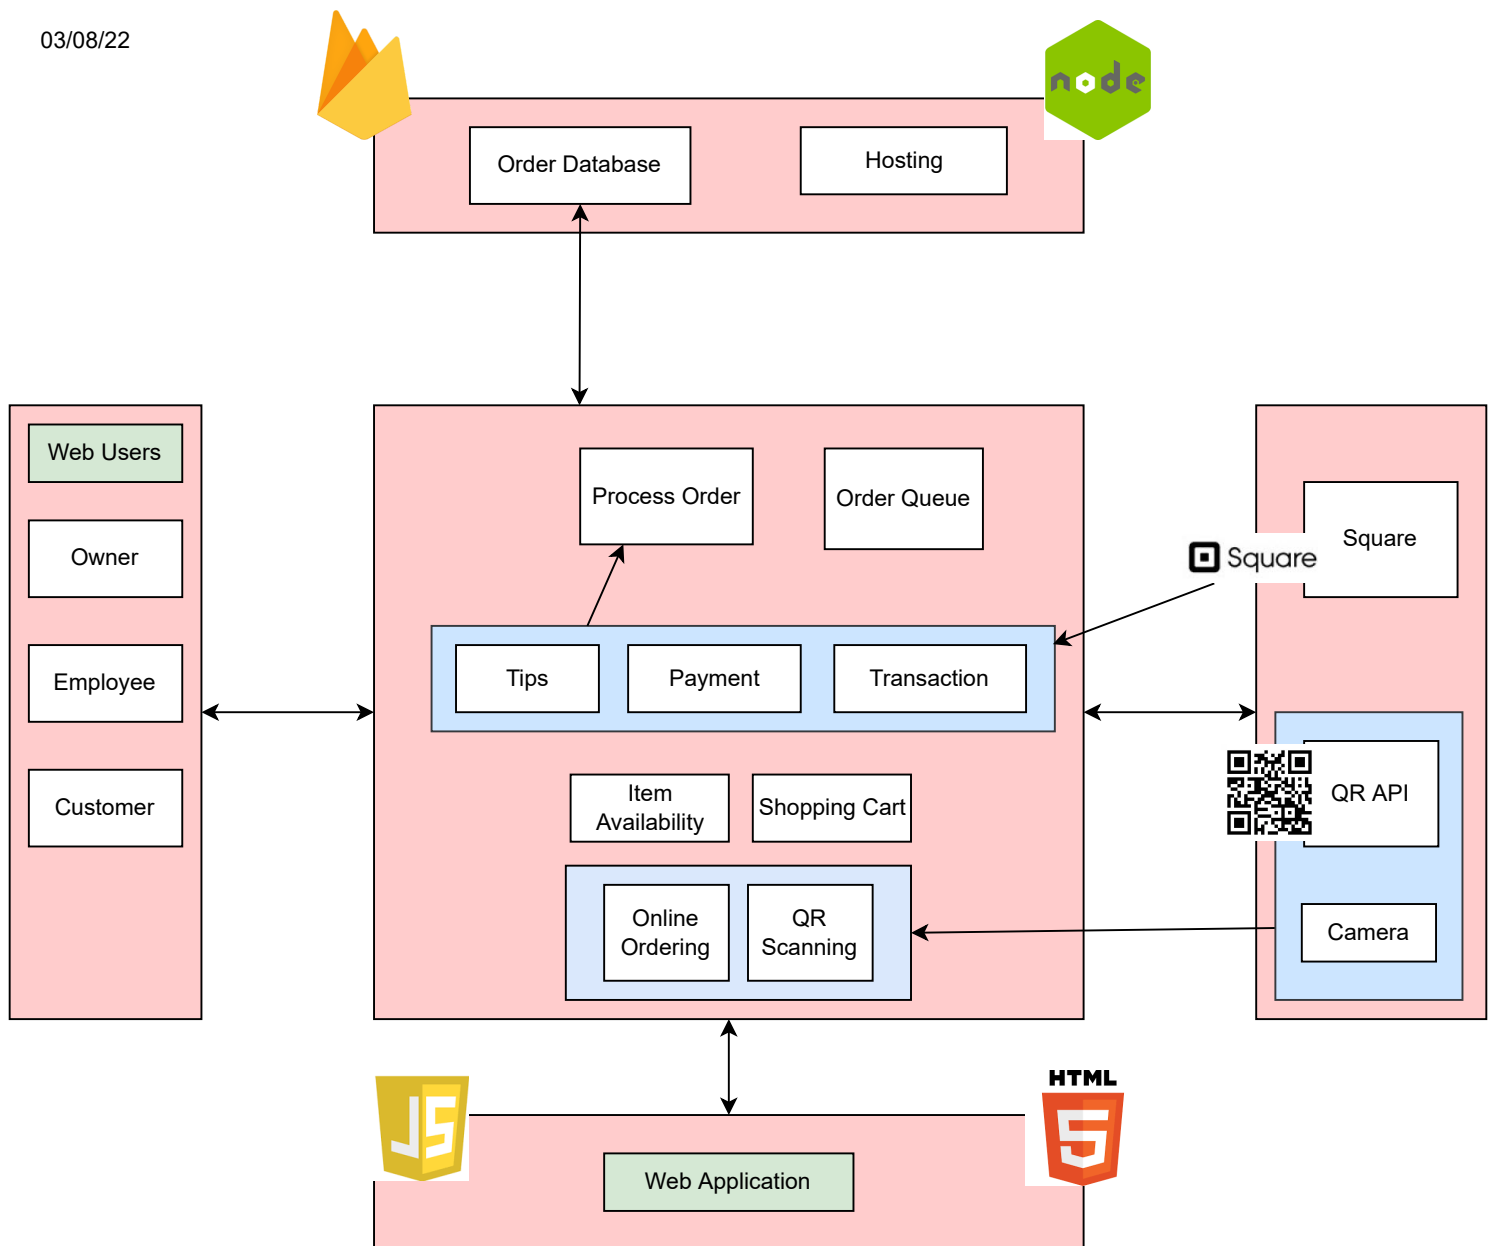 03/08/22
node
Order Database
Hosting
Web Users
Owner
Employee
Customer
Process Order
Order Queue
Tips
Payment
Transaction
Item
Availability
Shopping Cart
Online
Ordering
QR
Scanning
Square
Square
QR API
Camera
JS
HTML
5
Web Application